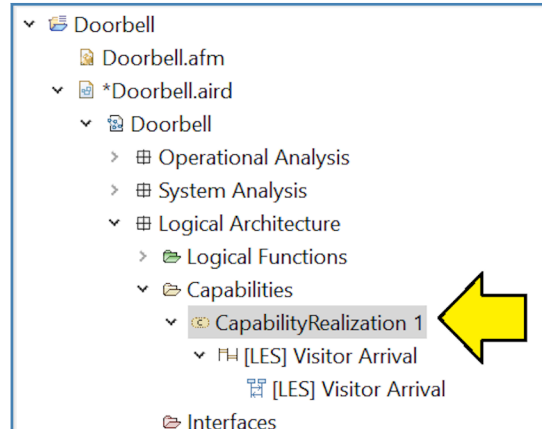 Doorbell
Doorbell.afm
*Doorbell.aird
Doorbell
Operational Analysis
System Analysis
Logical Architecture
Logical Functions
Capabilities
CapabilityRealization 1
[LES] Visitor Arrival
[LES] Visitor Arrival
Interfaces